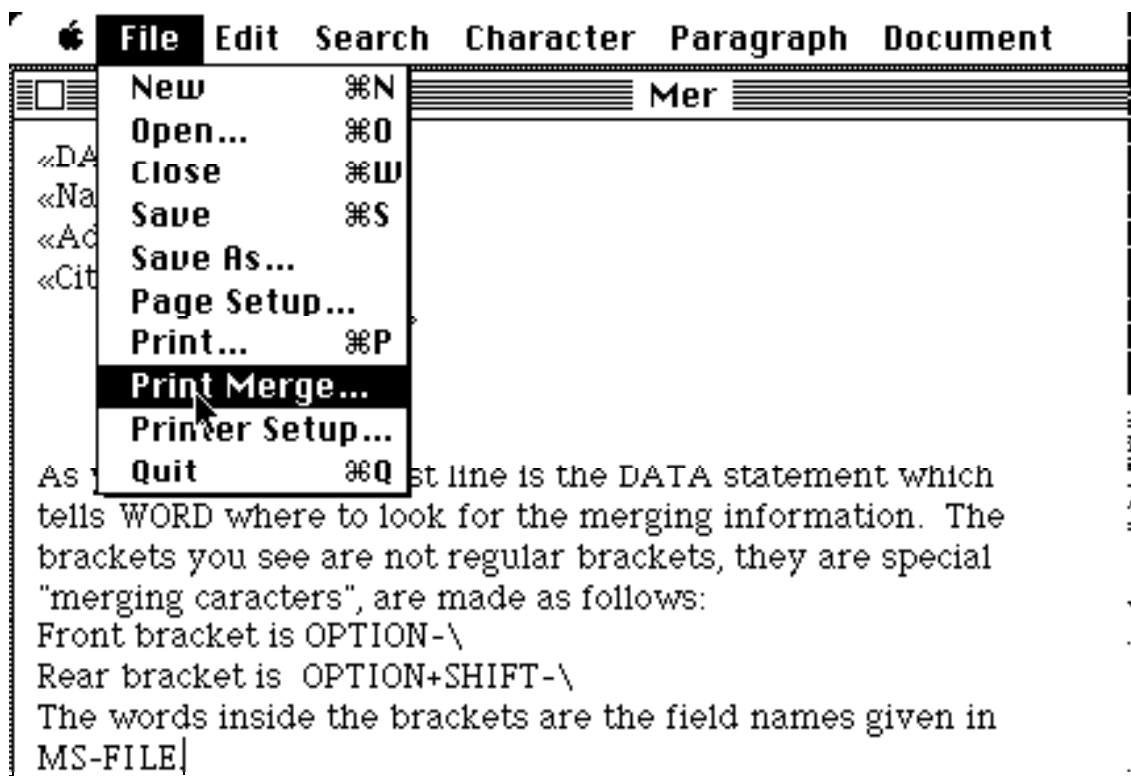 File Edit Search Character Paragraph Document
Mer
New ⌘N
Open... ⌘O
Close ⌘W
Save ⌘S
Save As...
Page Setup...
Print... ⌘P
Print Merge...
Printer Setup...
Quit ⌘Q
«DA
«Na
«Ad
«Cit
As st line is the DATA statement which
tells WORD where to look for the merging information. The
brackets you see are not regular brackets, they are special
"merging caracters", are made as follows:
Front bracket is OPTION-\
Rear bracket is OPTION+SHIFT-\
The words inside the brackets are the field names given in
MS-FILE.